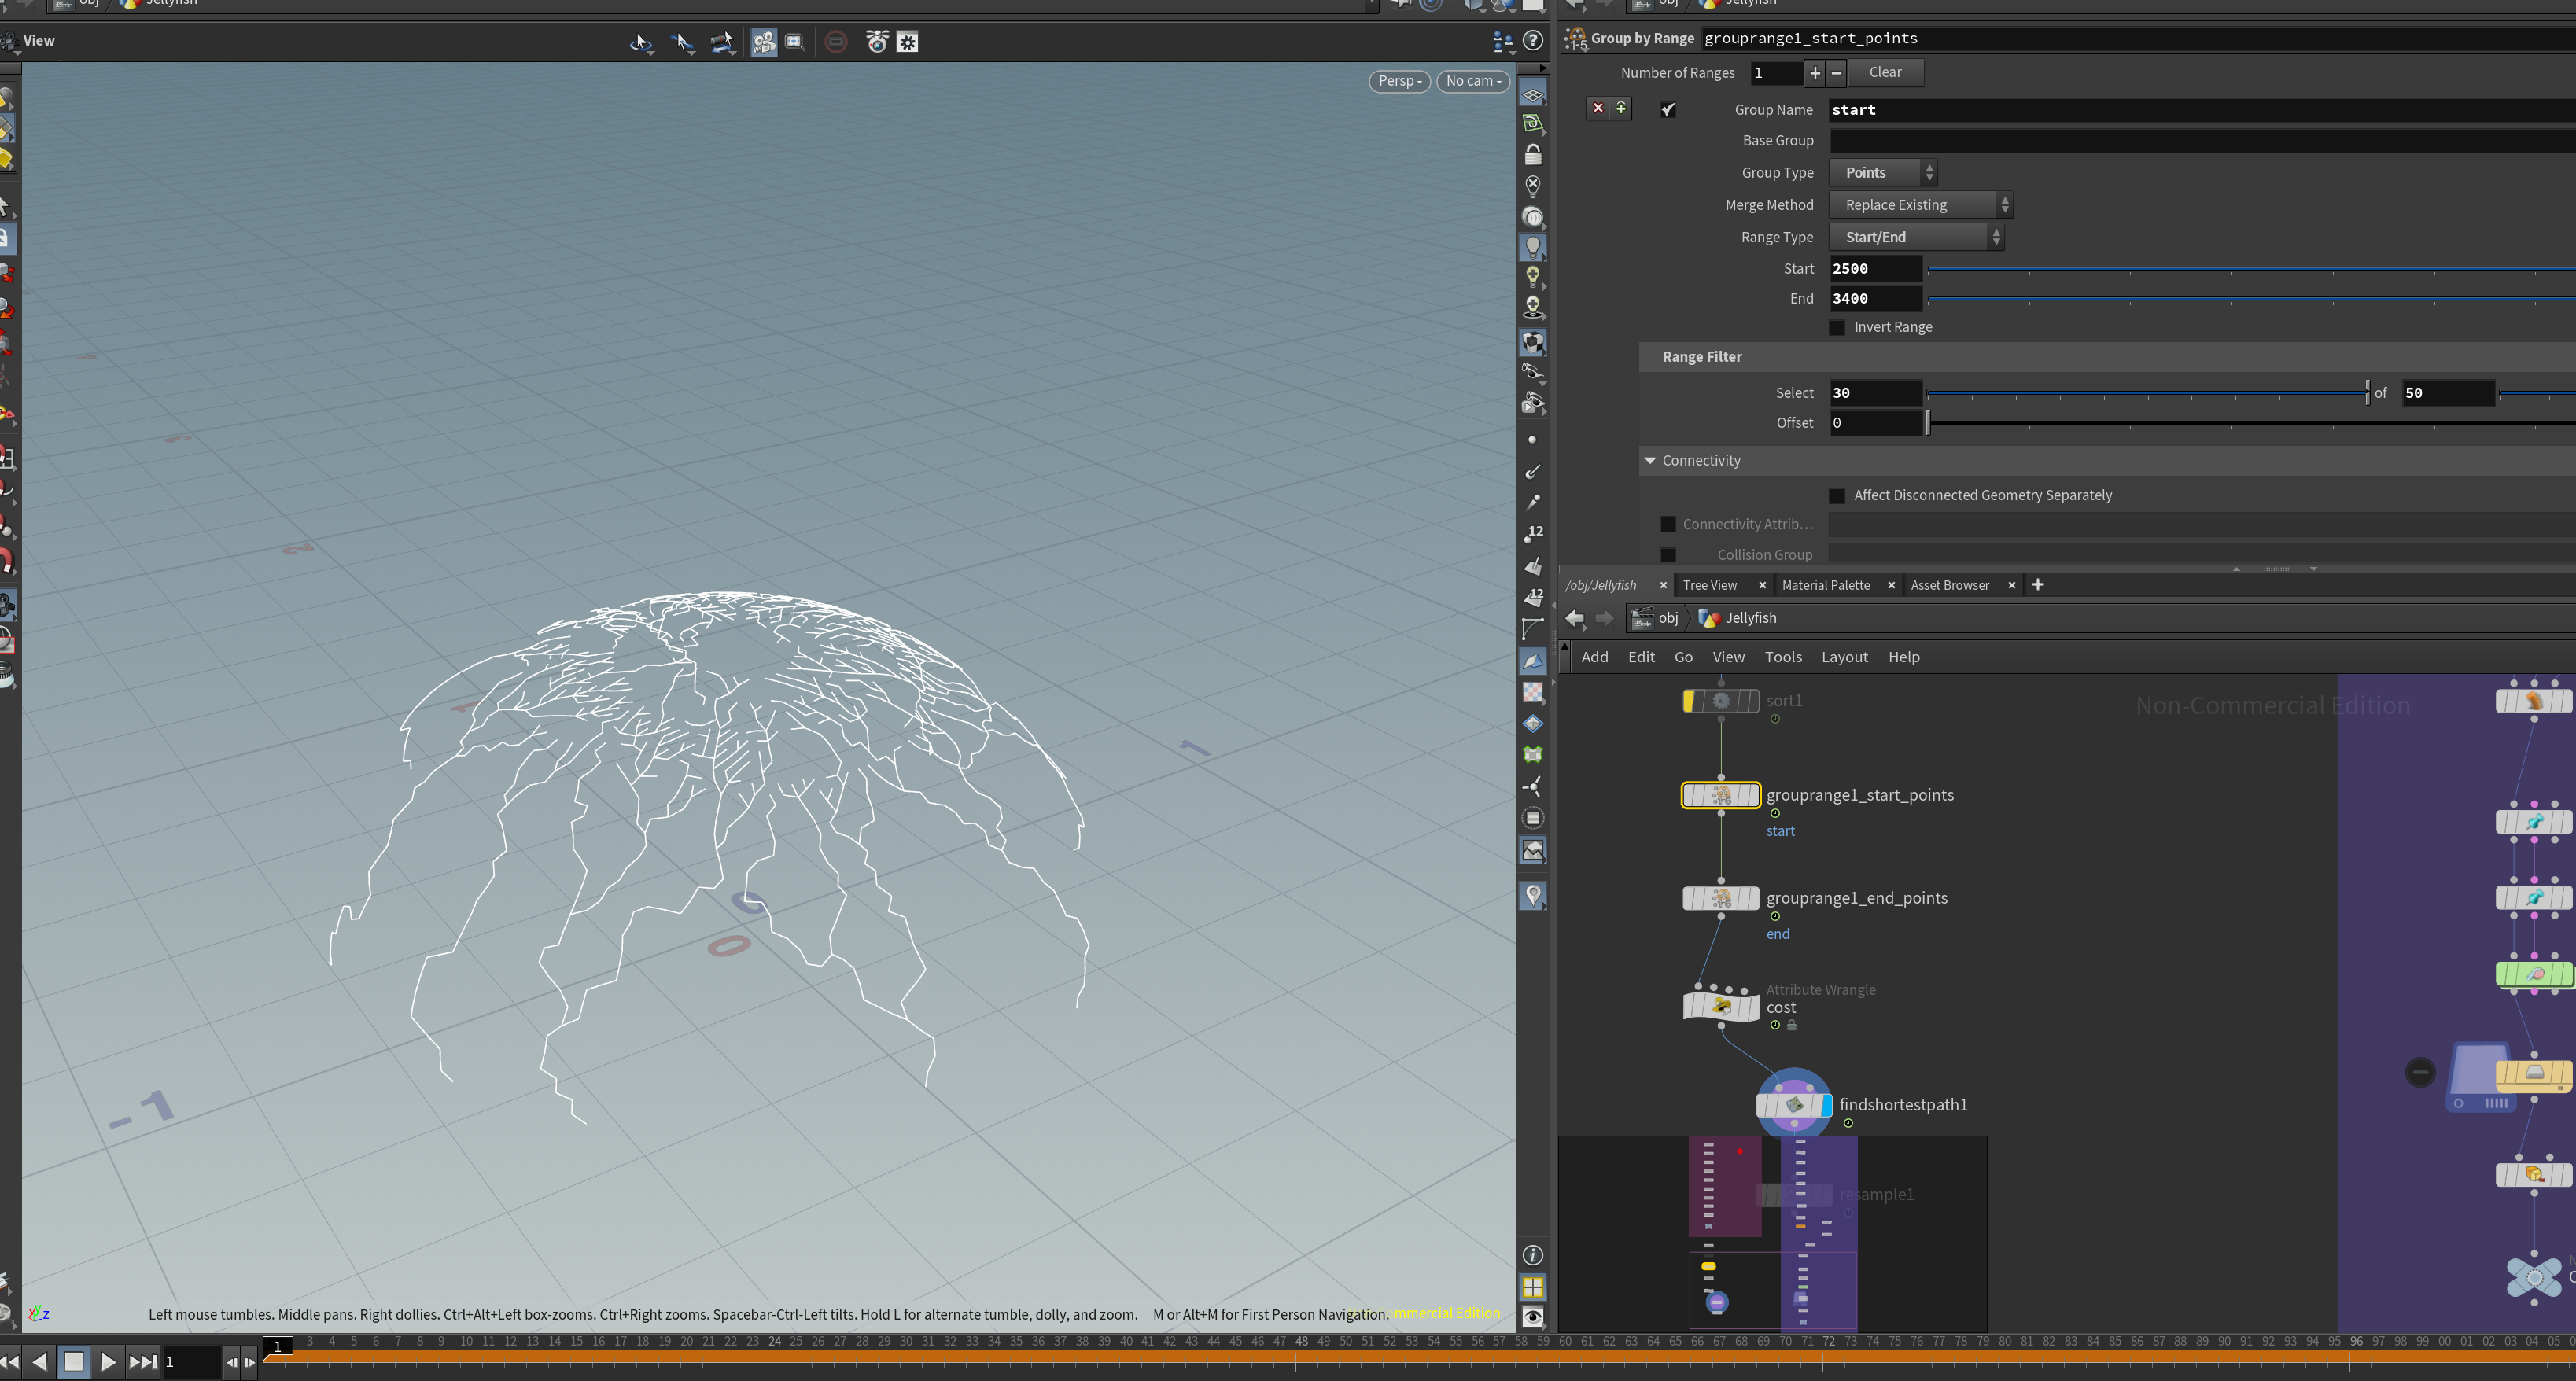 obj Jellyfish
View
Persp
No cam
12
12
-1
0
0
1
1
2
3
Left mouse tumbles. Middle pans. Right dollies. Ctrl+Alt+Left box-zooms. Ctrl+Right zooms. Spacebar-Ctrl-Left tilts. Hold L for alternate tumble, dolly, and zoom. M or Alt+M for First Person Navigation. mmercial Edition
obj Jellyfish
Group by Range grouprange1_start_points
Number of Ranges 1 + − Clear
Group Name start
Base Group
Group Type Points
Merge Method Replace Existing
Range Type Start/End
Start 2500
End 3400
Invert Range
Range Filter
Select 30 of 50
Offset 0
Connectivity
Affect Disconnected Geometry Separately
Connectivity Attrib...
Collision Group
/obj/Jellyfish × Tree View × Material Palette × Asset Browser × +
obj Jellyfish
Add Edit Go View Tools Layout Help
Non-Commercial Edition
sort1
grouprange1_start_points
start
grouprange1_end_points
end
Attribute Wrangle
cost
findshortestpath1
resample1
1 3 4 5 6 7 8 9 10 11 12 13 14 15 16 17 18 19 20 21 22 23 24 25 26 27 28 29 30 31 32 33 34 35 36 37 38 39 40 41 42 43 44 45 46 47 48 49 50 51 52 53 54 55 56 57 58 59 60 61 62 63 64 65 66 67 68 69 70 71 72 73 74 75 76 77 78 79 80 81 82 83 84 85 86 87 88 89 90 91 92 93 94 95 96 97 98 99 00 01 02 03 04 05
1